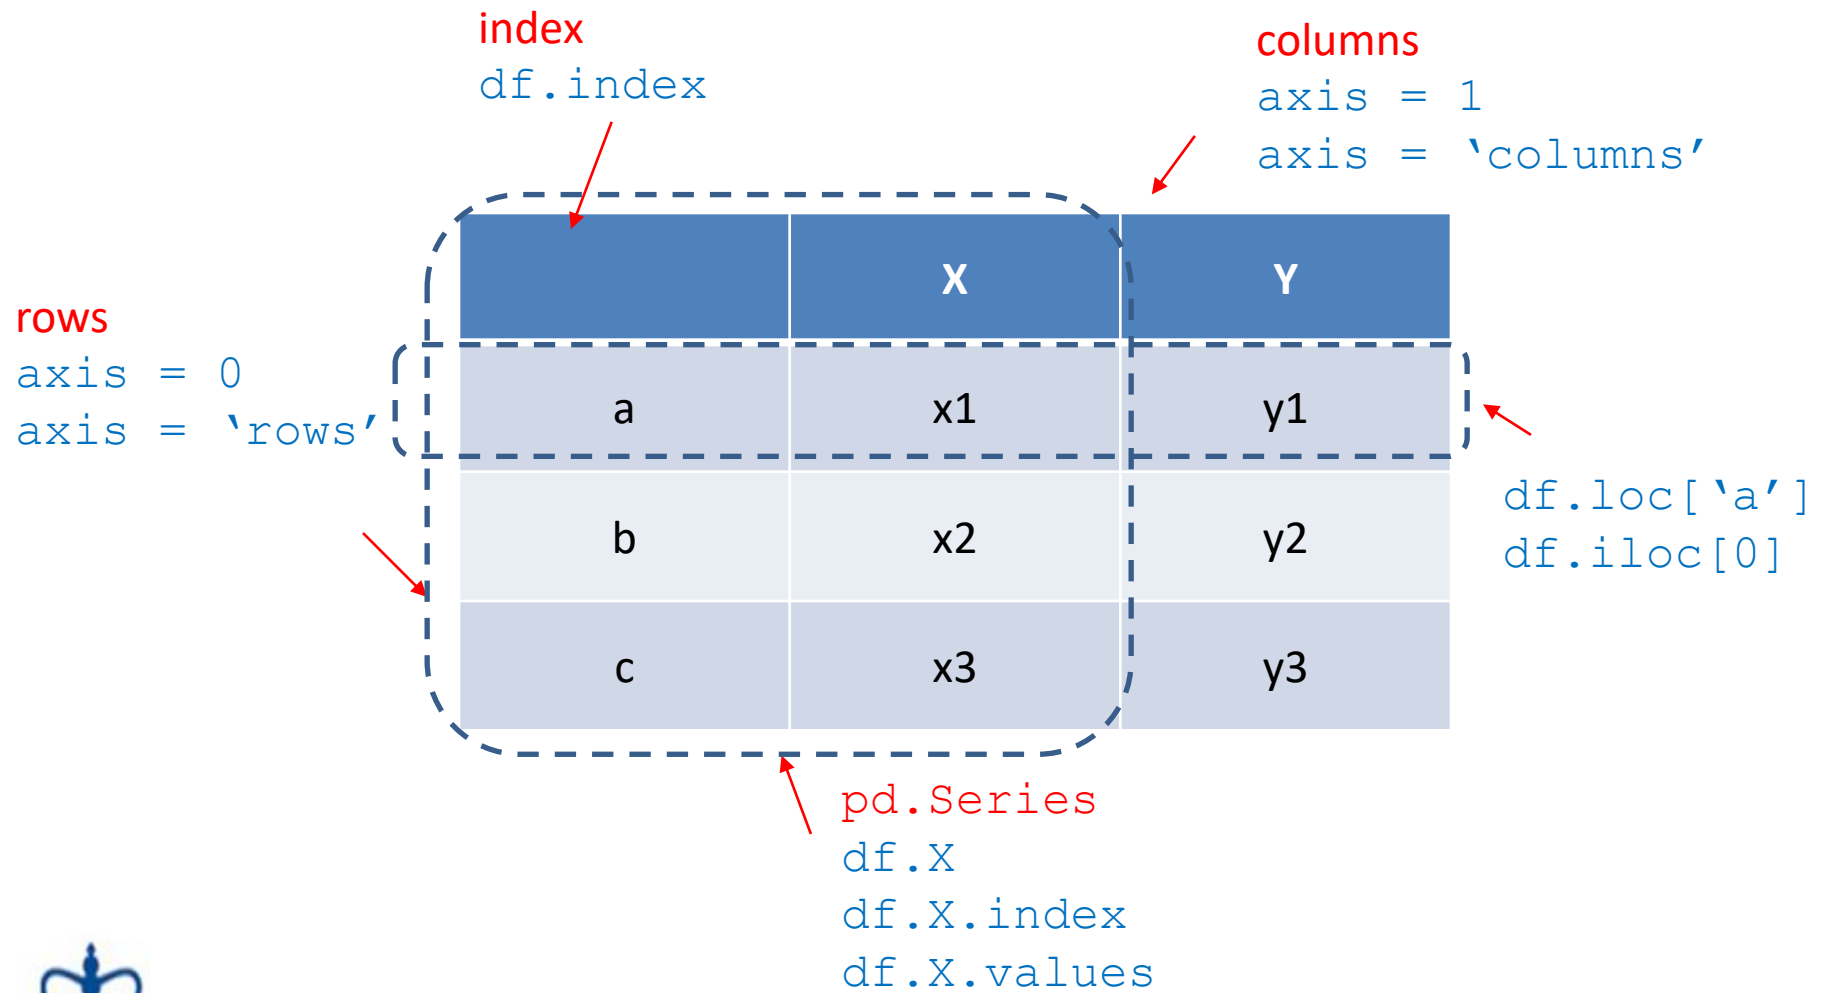 index
df.index
columns
axis = 1
axis = ‘columns’
rows
axis = 0
axis = ‘rows’
X Y
a x1 y1
b x2 y2
c x3 y3
df.loc[‘a’]
df.iloc[0]
pd.Series
df.X
df.X.index
df.X.values